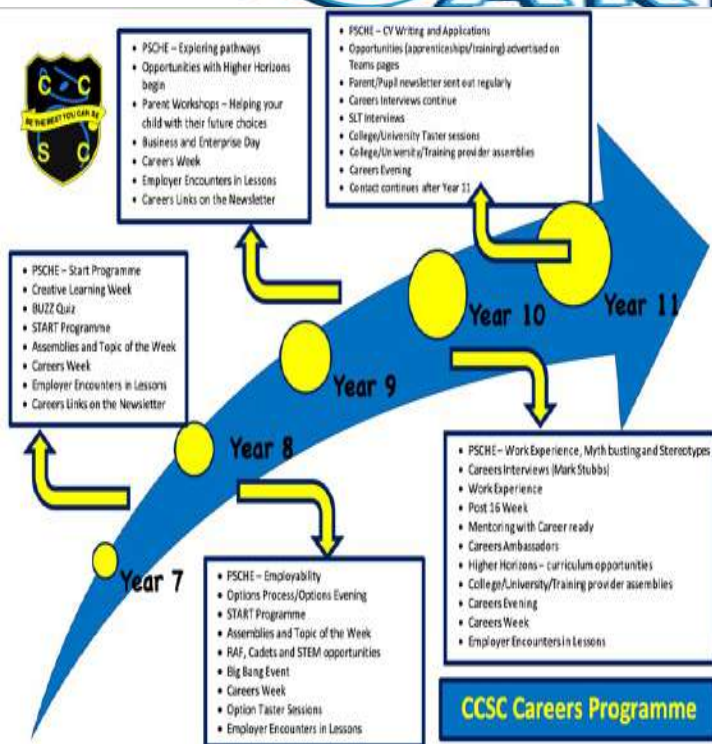 C C
BE THE BEST YOU CAN BE
S C
• PSCHE – Exploring pathways
• Opportunities with Higher Horizons
begin
• Parent Workshops – Helping your
child with their future choices
• Business and Enterprise Day
• Careers Week
• Employer Encounters in Lessons
• Careers Links on the Newsletter
• PSCHE – CV Writing and Applications
• Opportunities (apprenticeships/training) advertised on
Teams pages
• Parent/Pupil newsletter sent out regularly
• Careers Interviews continue
• SLT Interviews
• College/University Taster sessions
• College/University/Training provider assemblies
• Careers Evening
• Contact continues after Year 11
• PSCHE – Start Programme
• Creative Learning Week
• BUZZ Quiz
• START Programme
• Assemblies and Topic of the Week
• Careers Week
• Employer Encounters in Lessons
• Careers Links on the Newsletter
Year 11
Year 10
Year 9
Year 8
Year 7
• PSCHE – Employability
• Options Process/Options Evening
• START Programme
• Assemblies and Topic of the Week
• RAF, Cadets and STEM opportunities
• Big Bang Event
• Careers Week
• Option Taster Sessions
• Employer Encounters in Lessons
• PSCHE – Work Experience, Myth busting and Stereotypes
• Careers Interviews (Mark Stubbs)
• Work Experience
• Post 16 Week
• Mentoring with Career ready
• Careers Ambassadors
• Higher Horizons – curriculum opportunities
• College/University/Training provider assemblies
• Careers Evening
• Careers Week
• Employer Encounters in Lessons
CCSC Careers Programme